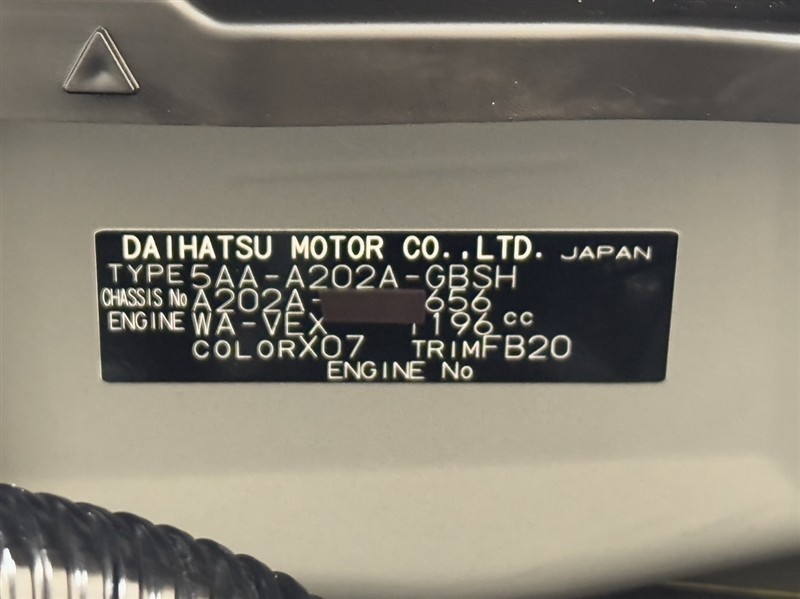 DAIHATSU MOTOR CO.,LTD. JAPAN
TYPE 5AA-A202A-GBSH
CHASSIS No A202A- 656
ENGINE WA-VEX 1196 cc
COLOR X07 TRIM FB20
ENGINE No